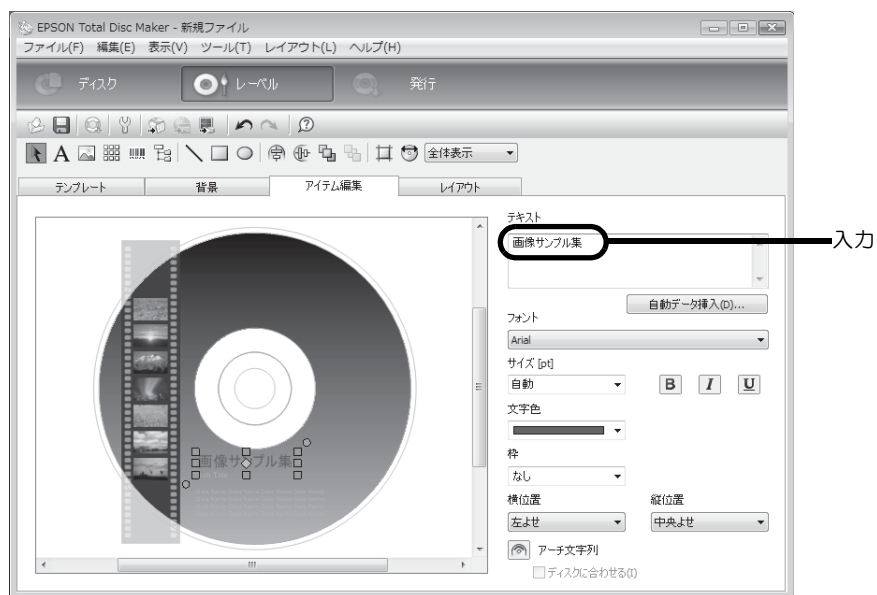 EPSON Total Disc Maker - 新規ファイル
ファイル(F) 編集(E) 表示(V) ツール(T) レイアウト(L) ヘルプ(H)
ディスク レーベル 発行
全体表示
テンプレート 背景 アイテム編集 レイアウト
テキスト
画像サンプル集
入力
自動データ挿入(D)...
フォント
Arial
サイズ [pt]
自動 B I U
文字色
枠
なし
横位置 縦位置
左よせ 中央よせ
アーチ文字列
ディスクに合わせる(I)
画像サンプル集